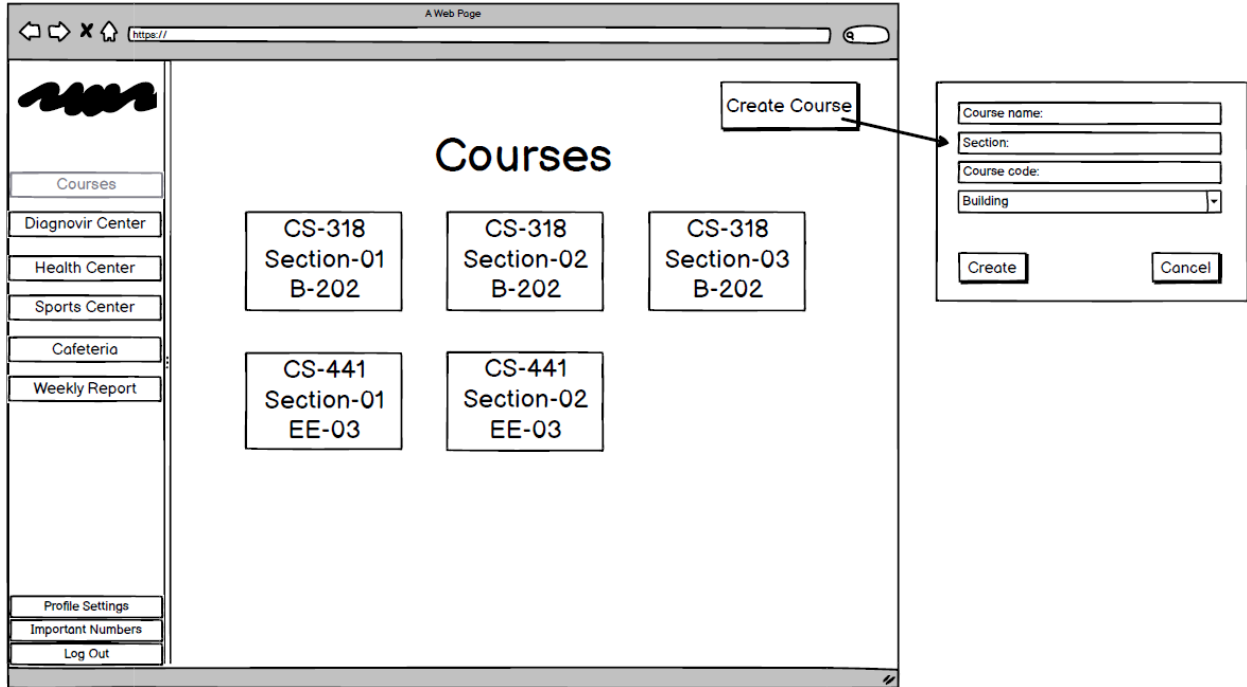 A Web Page
https://
Create Course
Courses
Courses
Diagnovir Center
Health Center
Sports Center
Cafeteria
Weekly Report
Profile Settings
Important Numbers
Log Out
CS-318
Section-01
B-202
CS-318
Section-02
B-202
CS-318
Section-03
B-202
CS-441
Section-01
EE-03
CS-441
Section-02
EE-03
Course name:
Section:
Course code:
Building
Create
Cancel